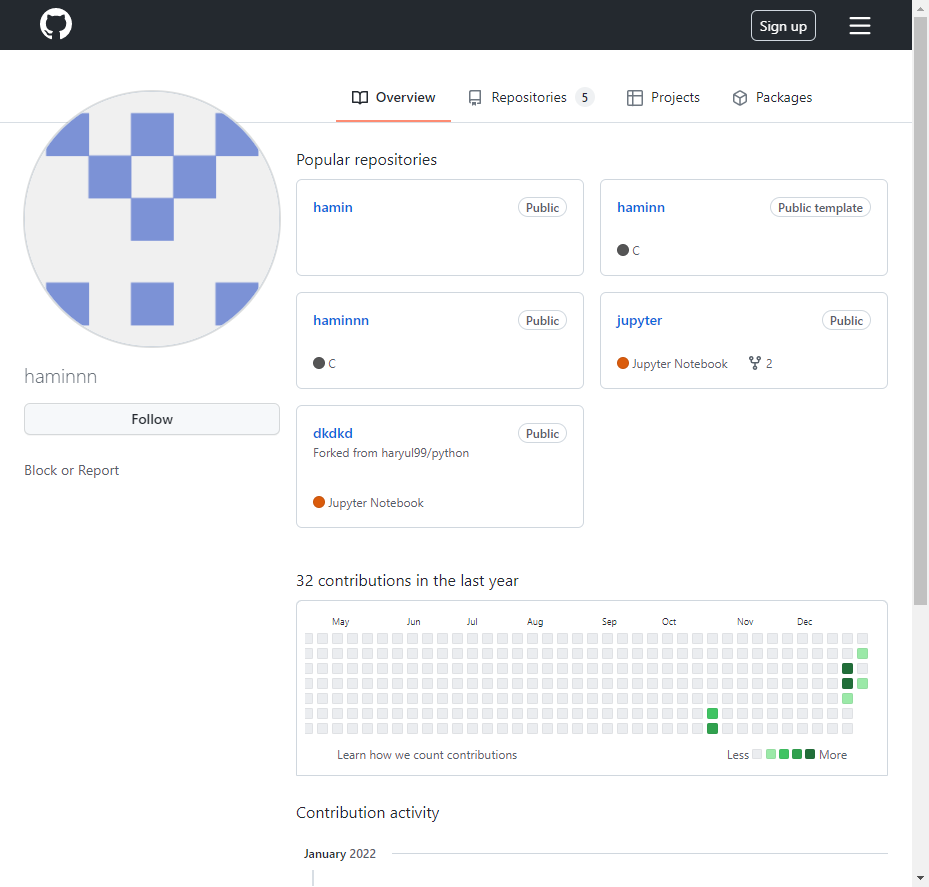 Sign up
Overview
Repositories 5
Projects
Packages
haminnn
Follow
Block or Report
Popular repositories
hamin Public
haminn Public template
C
haminnn Public
C
jupyter Public
Jupyter Notebook 2
dkdkd Public
Forked from haryul99/python
Jupyter Notebook
32 contributions in the last year
May Jun Jul Aug Sep Oct Nov Dec
Learn how we count contributions
Less More
Contribution activity
January 2022